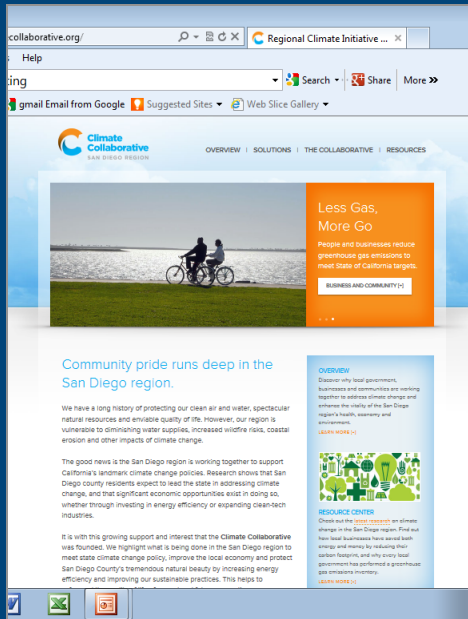 ecollaborative.org/
Regional Climate Initiative ...
Help
ing
Search
Share
More »
gmail Email from Google
Suggested Sites
Web Slice Gallery
Climate
Collaborative
SAN DIEGO REGION
OVERVIEW | SOLUTIONS | THE COLLABORATIVE | RESOURCES
Less Gas,
More Go
People and businesses reduce
greenhouse gas emissions to
meet State of California targets.
BUSINESS AND COMMUNITY [+]
Community pride runs deep in the
San Diego region.
We have a long history of protecting our clean air and water, spectacular
natural resources and enviable quality of life. However, our region is
vulnerable to diminishing water supplies, increased wildfire risks, coastal
erosion and other impacts of climate change.
The good news is the San Diego region is working together to support
California's landmark climate change policies. Research shows that San
Diego county residents expect to lead the state in addressing climate
change, and that significant economic opportunities exist in doing so,
whether through investing in energy efficiency or expanding clean-tech
industries.
It is with this growing support and interest that the Climate Collaborative
was founded. We highlight what is being done in the San Diego region to
meet state climate change policy, improve the local economy and protect
San Diego County's tremendous natural beauty by increasing energy
efficiency and improving our sustainable practices. This helps to
OVERVIEW
Discover why local government,
businesses and communities are working
together to address climate change and
enhance the vitality of the San Diego
region's health, economy and
environment.
LEARN MORE [+]
RESOURCE CENTER
Check out the latest research on climate
change in the San Diego region. Find out
how local businesses have saved both
energy and money by reducing their
carbon footprint, and why every local
government has performed a greenhouse
gas emissions inventory.
LEARN MORE [+]